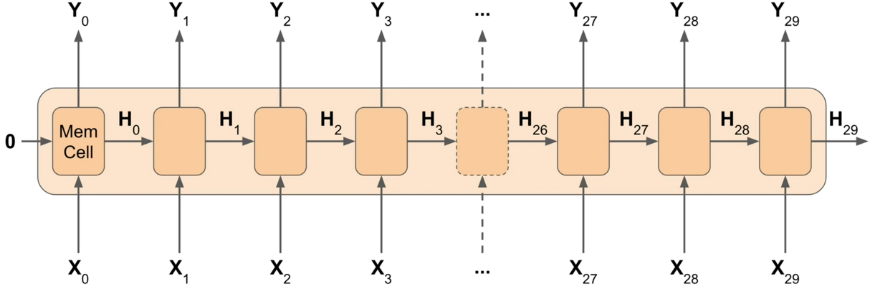 Y0 Y1 Y2 Y3 ... Y27 Y28 Y29
0 Mem Cell H0 H1 H2 H3 H26 H27 H28 H29
X0 X1 X2 X3 ... X27 X28 X29